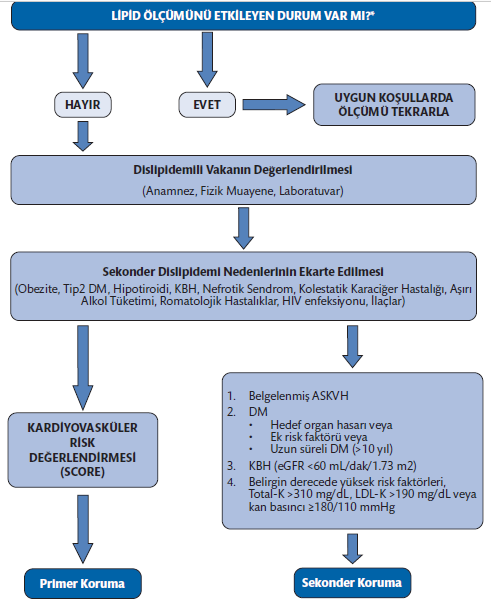 LİPİD ÖLÇÜMÜNÜ ETKİLEYEN DURUM VAR MI?*
HAYIR
EVET
UYGUN KOŞULLARDA
ÖLÇÜMÜ TEKRARLA
Dislipidemili Vakanın Değerlendirilmesi
(Anamnez, Fizik Muayene, Laboratuvar)
Sekonder Dislipidemi Nedenlerinin Ekarte Edilmesi
(Obezite, Tip2 DM, Hipotiroidi, KBH, Nefrotik Sendrom, Kolestatik Karaciğer Hastalığı, Aşırı
Alkol Tüketimi, Romatolojik Hastalıklar, HIV enfeksiyonu, İlaçlar)
KARDİYOVASKÜLER
RİSK
DEĞERLENDİRMESİ
(SCORE)
1. Belgelenmiş ASKVH
2. DM
• Hedef organ hasarı veya
• Ek risk faktörü veya
• Uzun süreli DM (>10 yıl)
3. KBH (eGFR <60 mL/dak/1.73 m2)
4. Belirgin derecede yüksek risk faktörleri,
Total-K >310 mg/dL, LDL-K >190 mg/dL veya
kan basıncı ≥180/110 mmHg
Primer Koruma
Sekonder Koruma